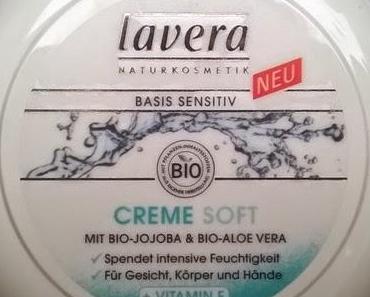 lavera
NATURKOSMETIK
NEU
BASIS SENSITIV
BIO
CREME SOFT
MIT BIO-JOJOBA & BIO-ALOE VERA
✓ Spendet intensive Feuchtigkeit
✓ Für Gesicht, Körper und Hände
+ VITAMIN E